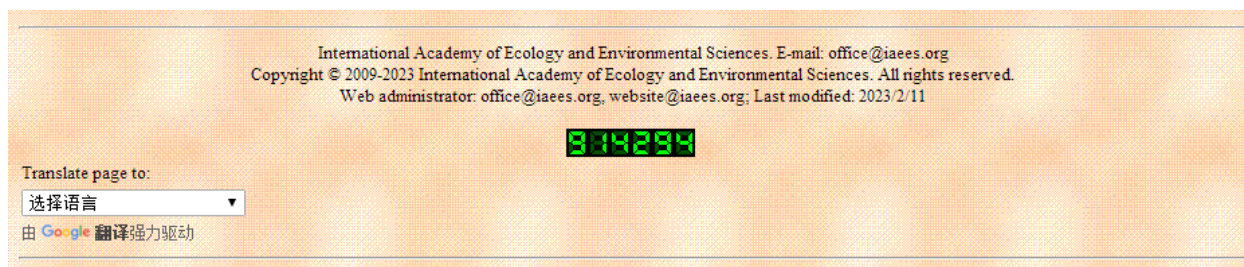 International Academy of Ecology and Environmental Sciences. E-mail: office@iaees.org
Copyright © 2009-2023 International Academy of Ecology and Environmental Sciences. All rights reserved.
Web administrator: office@iaees.org, website@iaees.org; Last modified: 2023/2/11
914294
Translate page to:
选择语言
由 Google 翻译强力驱动